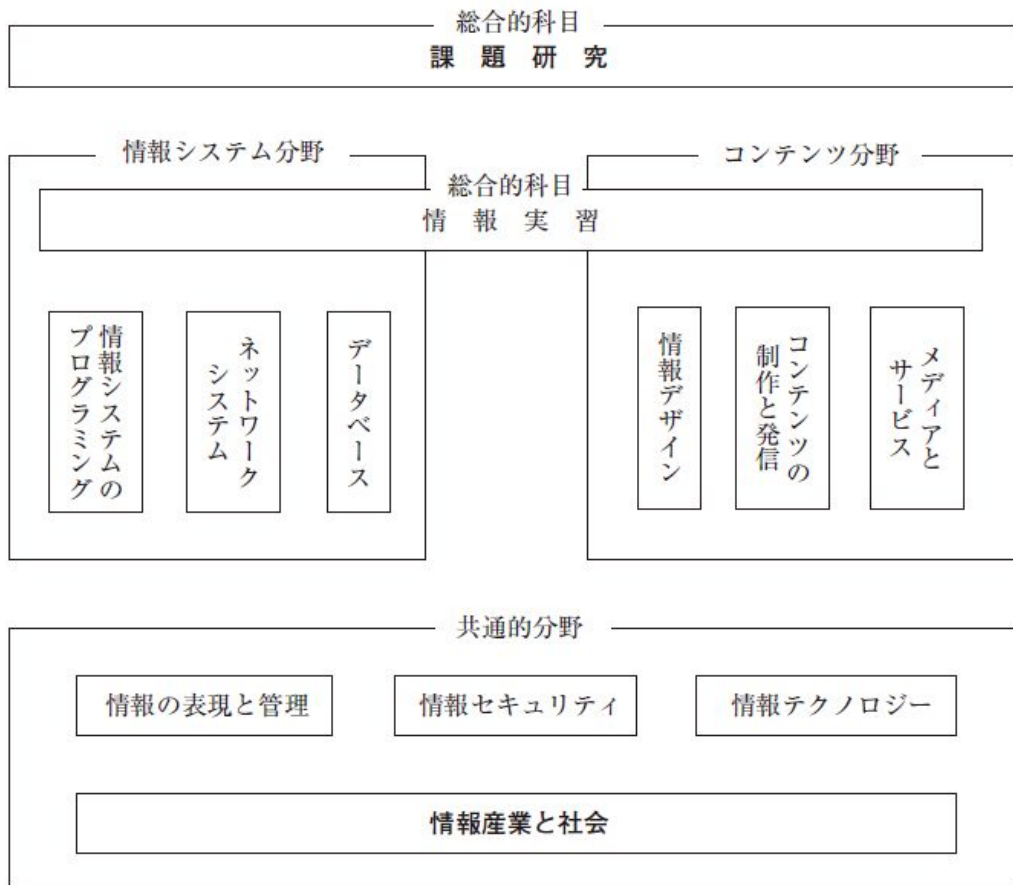 総合的科目
課題研究
情報システム分野
コンテンツ分野
総合的科目
情報実習
情報システムの
プログラミング
ネットワーク
システム
データベース
情報デザイン
コンテンツの
制作と発信
メディアと
サービス
共通的分野
情報の表現と管理
情報セキュリティ
情報テクノロジー
情報産業と社会